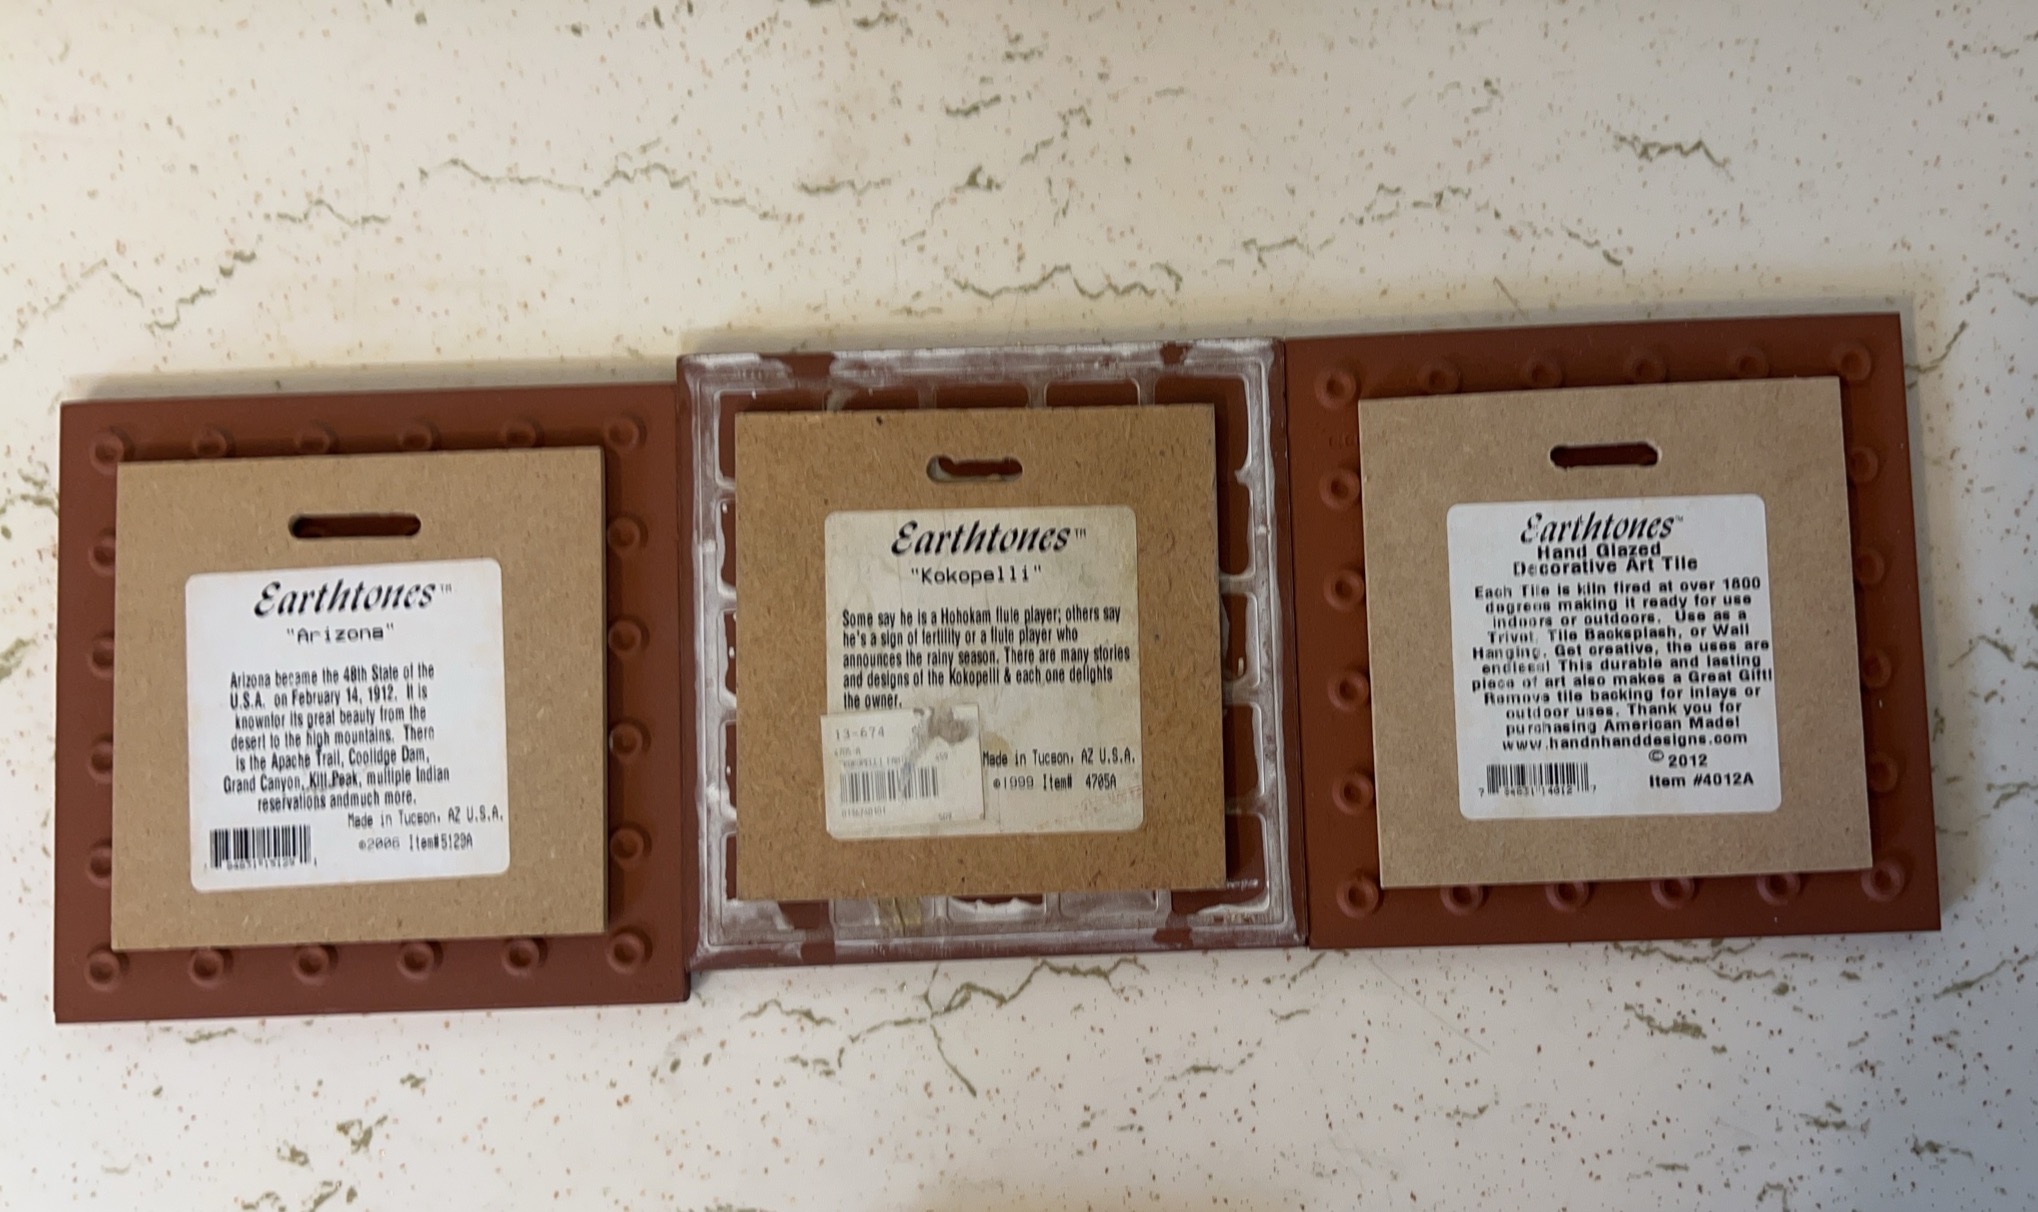 Earthtones™
"Arizona"
Arizona became the 48th State of the
U.S.A. on February 14, 1912. It is
knownfor its great beauty from the
desert to the high mountains. There
is the Apache Trail, Coolidge Dam,
Grand Canyon, Kitt Peak, multiple Indian
reservations andmuch more.
Made in Tucson, AZ U.S.A.
©2006 Item#5129A
Earthtones™
"Kokopelli"
Some say he is a Hohokam flute player; others say
he's a sign of fertility or a flute player who
announces the rainy season. There are many stories
and designs of the Kokopelli & each one delights
the owner.
13-674
Made in Tucson, AZ U.S.A.
©1999 Item# 4705A
Earthtones™
Hand Glazed
Decorative Art Tile
Each Tile is kiln fired at over 1800
degrees making it ready for use
indoors or outdoors. Use as a
Trivet, Tile Backsplash, or Wall
Hanging. Get creative, the uses are
endless! This durable and lasting
piece of art also makes a Great Gift!
Remove tile backing for inlays or
outdoor uses. Thank you for
purchasing American Made!
www.handnhanddesigns.com
©2012
Item #4012A